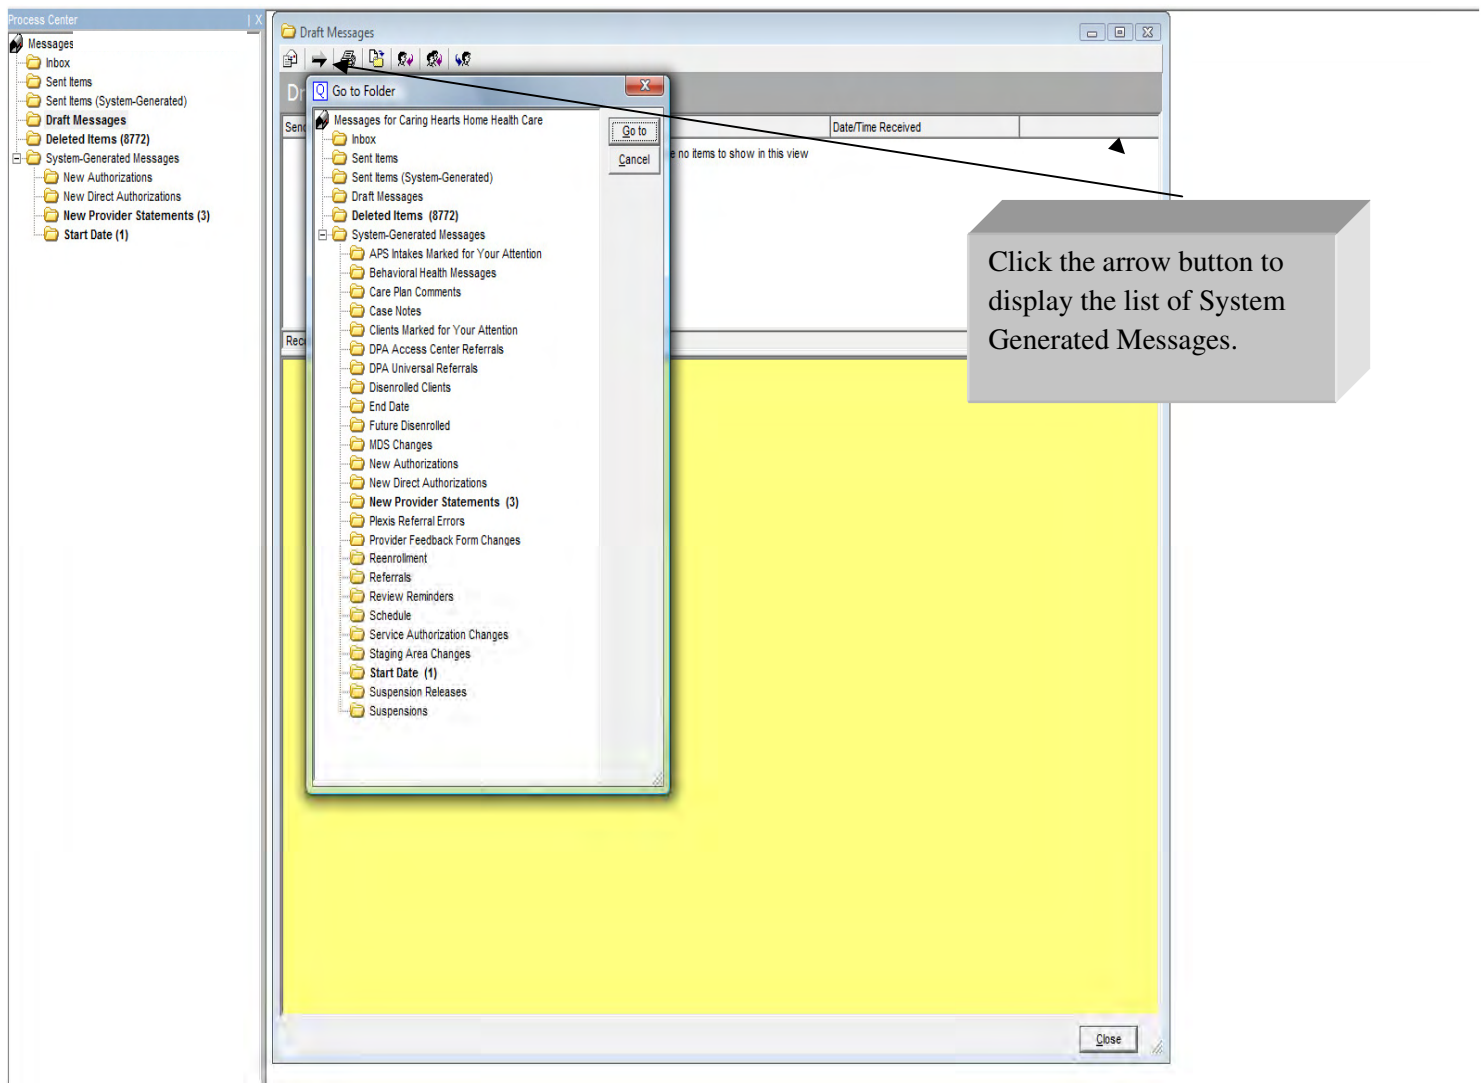 Process Center
X
Messages
Inbox
Sent Items
Sent Items (System-Generated)
Draft Messages
Deleted Items (8772)
System-Generated Messages
New Authorizations
New Direct Authorizations
New Provider Statements (3)
Start Date (1)
Draft Messages
Dr
Go to Folder
Messages for Caring Hearts Home Health Care
Inbox
Sent Items
Sent Items (System-Generated)
Draft Messages
Deleted Items (8772)
System-Generated Messages
APS Intakes Marked for Your Attention
Behavioral Health Messages
Care Plan Comments
Case Notes
Clients Marked for Your Attention
DPA Access Center Referrals
DPA Universal Referrals
Disenrolled Clients
End Date
Future Disenrolled
MDS Changes
New Authorizations
New Direct Authorizations
New Provider Statements (3)
Plexis Referral Errors
Provider Feedback Form Changes
Reenrollment
Referrals
Review Reminders
Schedule
Service Authorization Changes
Staging Area Changes
Start Date (1)
Suspension Releases
Suspensions
Go to
Cancel
Send
Date/Time Received
e no items to show in this view
Rec
Click the arrow button to
display the list of System
Generated Messages.
Close